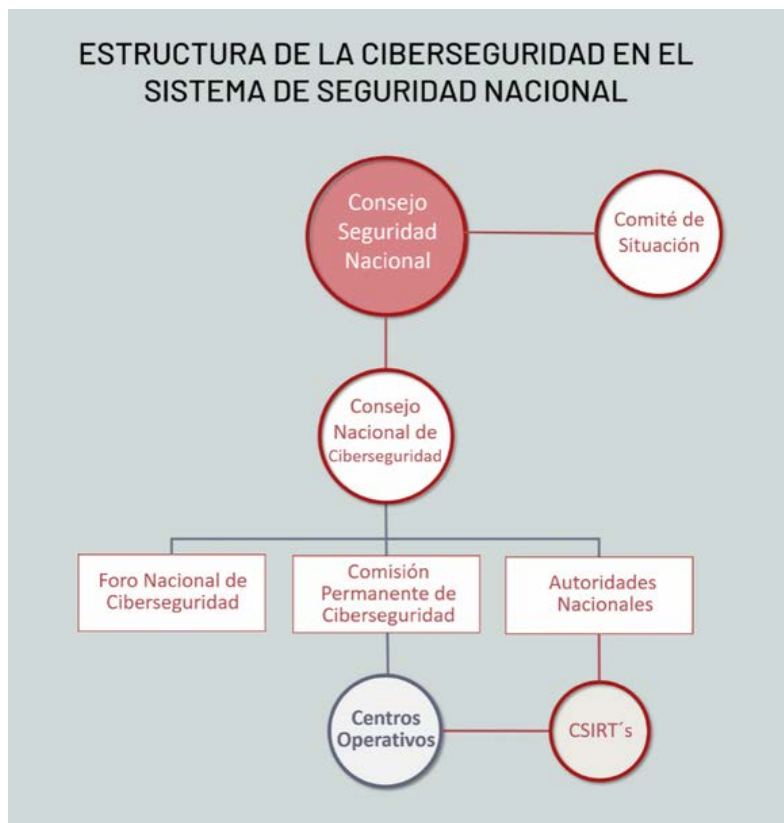 ESTRUCTURA DE LA CIBERSEGURIDAD EN EL
SISTEMA DE SEGURIDAD NACIONAL
Consejo
Seguridad
Nacional
Comité de
Situación
Consejo
Nacional de
Ciberseguridad
Foro Nacional de
Ciberseguridad
Comisión
Permanente de
Ciberseguridad
Autoridades
Nacionales
Centros
Operativos
CSIRT´s